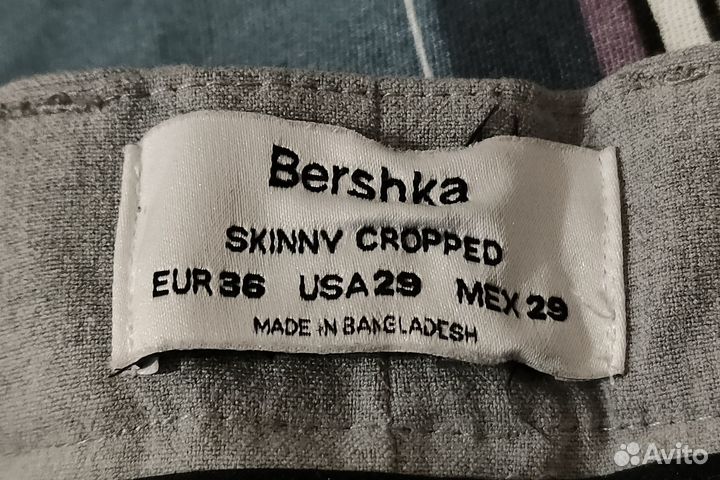 Bershka
SKINNY CROPPED
EUR 36 USA 29 MEX 29
MADE IN BANGLADESH
Avito